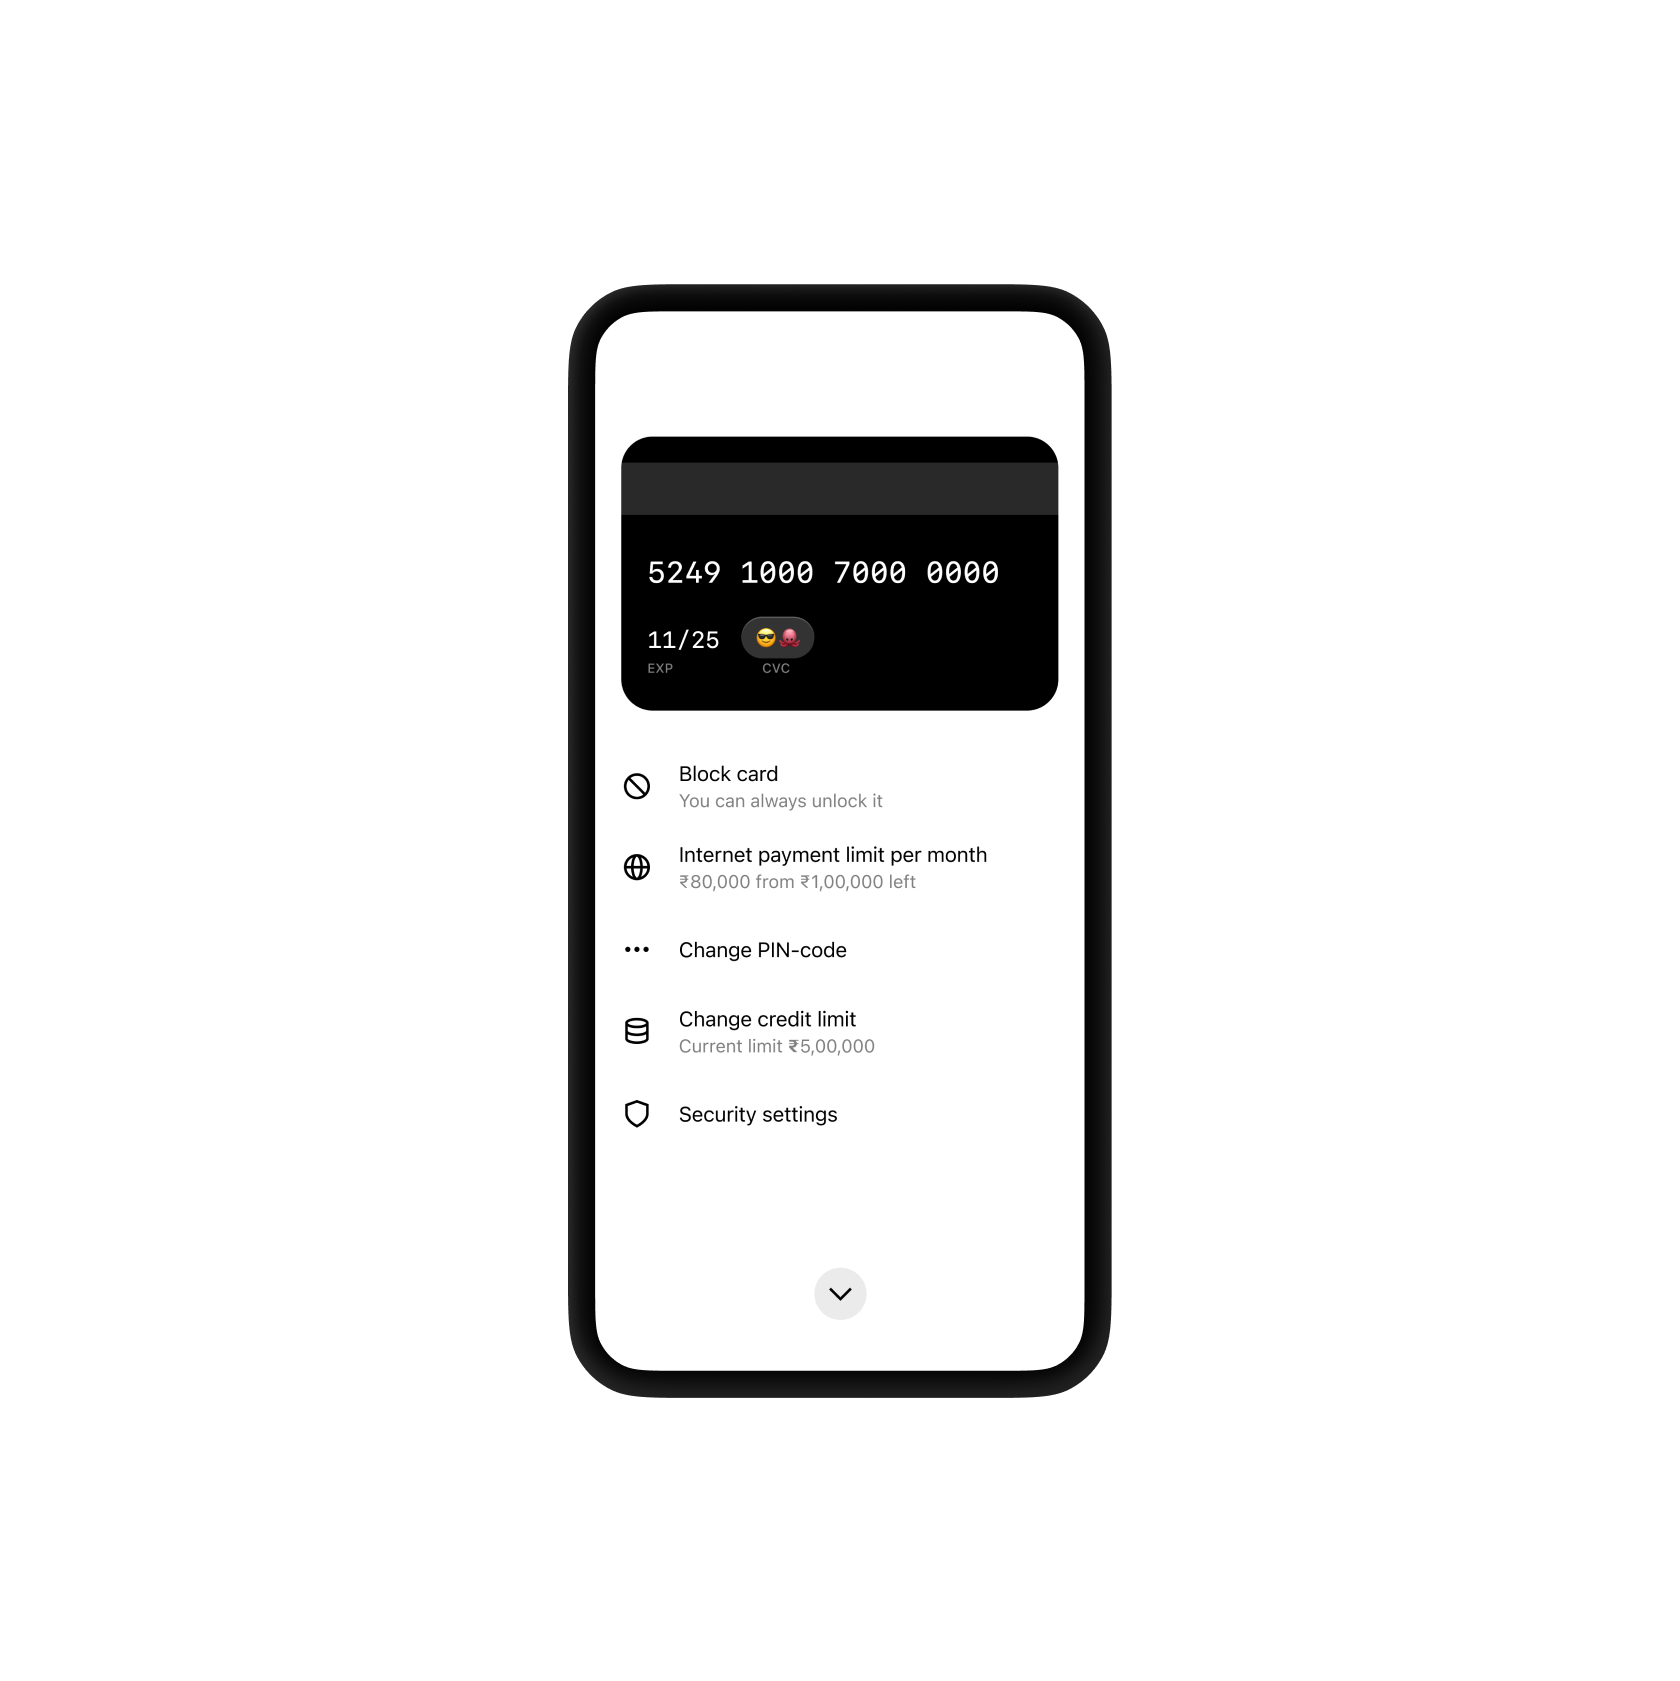 5249 1000 7000 0000
11/25 😎🐙
EXP CVC
Block card
You can always unlock it
Internet payment limit per month
₹80,000 from ₹1,00,000 left
Change PIN-code
Change credit limit
Current limit ₹5,00,000
Security settings